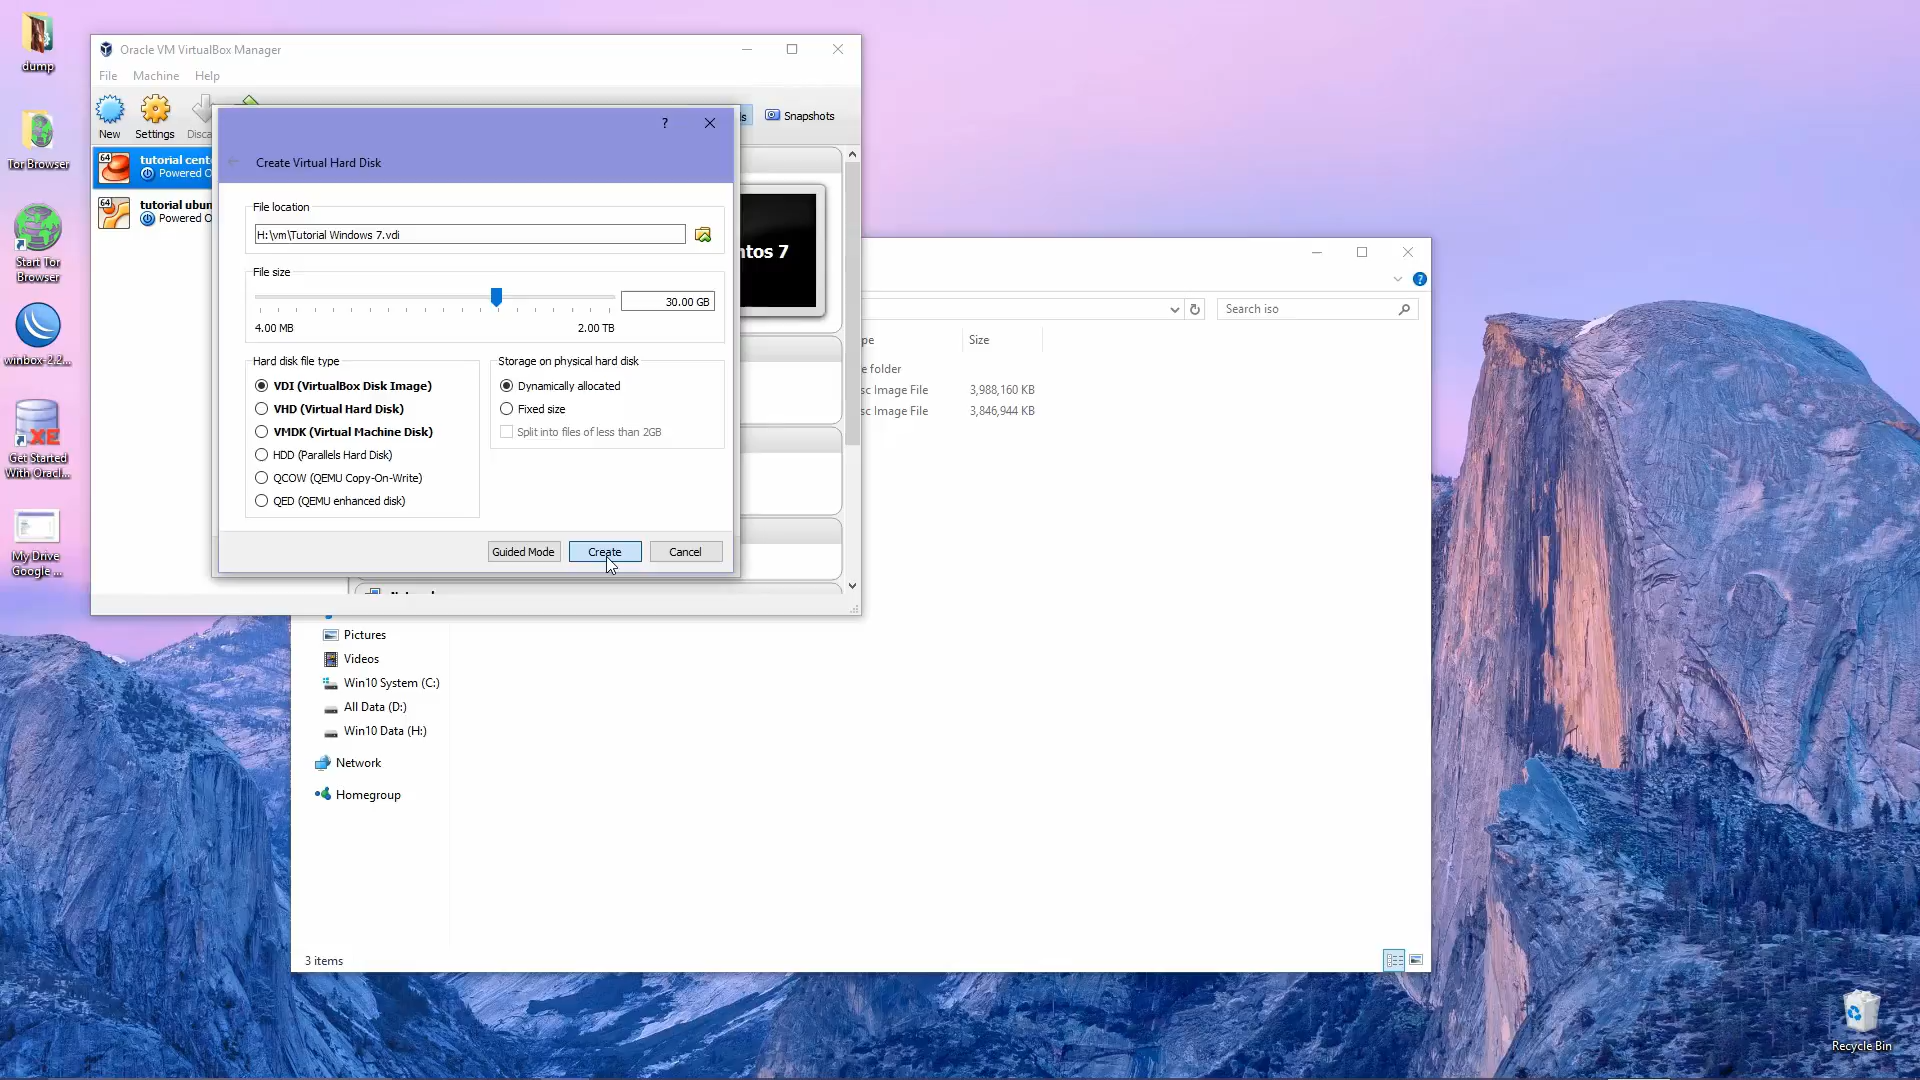 dump
Tor Browser
Start Tor
Browser
winbox-2.2...
Get Started
With Oracl...
My Drive
Google ...
Oracle VM VirtualBox Manager
File
Machine
Help
New
Settings
Disca
Snapshots
64
tutorial cent
Powered O
64
tutorial ubun
Powered O
ntos 7
?
Create Virtual Hard Disk
File location
H:\vm\Tutorial Windows 7.vdi
File size
30.00 GB
4.00 MB
2.00 TB
Hard disk file type
VDI (VirtualBox Disk Image)
VHD (Virtual Hard Disk)
VMDK (Virtual Machine Disk)
HDD (Parallels Hard Disk)
QCOW (QEMU Copy-On-Write)
QED (QEMU enhanced disk)
Storage on physical hard disk
Dynamically allocated
Fixed size
Split into files of less than 2GB
Guided Mode
Create
Cancel
Search iso
pe
Size
e folder
sc Image File
3,988,160 KB
sc Image File
3,846,944 KB
Pictures
Videos
Win10 System (C:)
All Data (D:)
Win10 Data (H:)
Network
Homegroup
3 items
Recycle Bin